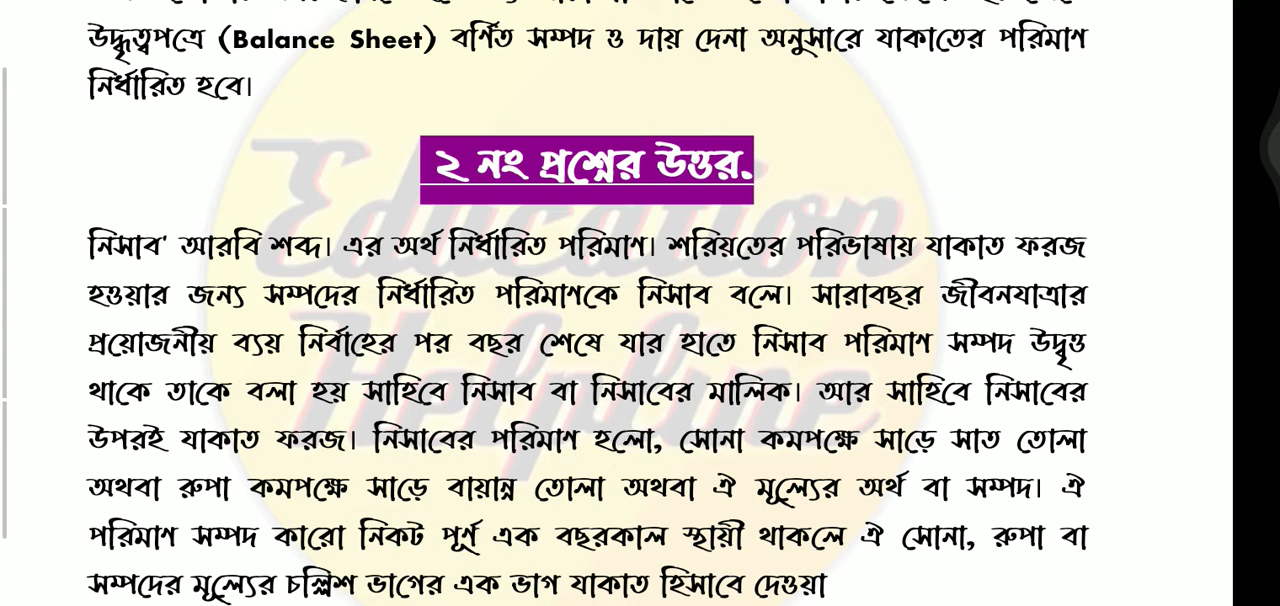 উদ্ধৃত্বপত্রে (Balance Sheet) বর্ণিত সম্পদ ও দায় দেনা অনুসারে যাকাতের পরিমাণ
নির্ধারিত হবে।
২ নং প্রশ্নের উত্তর.
নিসাব' আরবি শব্দ। এর অর্থ নির্ধারিত পরিমাণ। শরিয়তের পরিভাষায় যাকাত ফরজ
হওয়ার জন্য সম্পদের নির্ধারিত পরিমাণকে নিসাব বলে। সারাবছর জীবনযাত্রার
প্রয়োজনীয় ব্যয় নির্বাহের পর বছর শেষে যার হাতে নিসাব পরিমাণ সম্পদ উদ্বৃত্ত
থাকে তাকে বলা হয় সাহিবে নিসাব বা নিসাবের মালিক। আর সাহিবে নিসাবের
উপরই যাকাত ফরজ। নিসাবের পরিমাণ হলো, সোনা কমপক্ষে সাড়ে সাত তোলা
অথবা রুপা কমপক্ষে সাড়ে বায়ান্ন তোলা অথবা ঐ মূল্যের অর্থ বা সম্পদ। ঐ
পরিমাণ সম্পদ কারো নিকট পূর্ণ এক বছরকাল স্থায়ী থাকলে ঐ সোনা, রুপা বা
সম্পদের মূল্যের চল্লিশ ভাগের এক ভাগ যাকাত হিসাবে দেওয়া
Education
Helpline